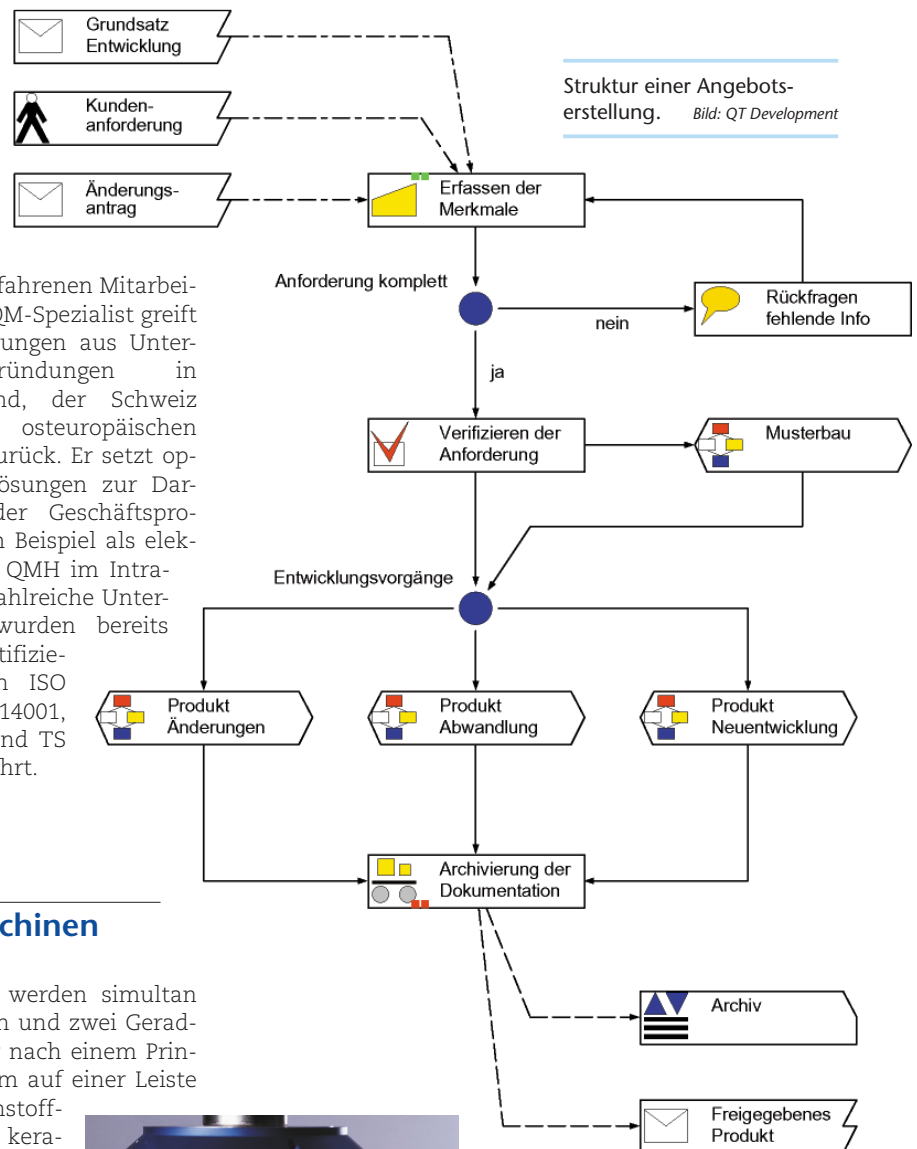 Grundsatz
Entwicklung
Kunden-
anforderung
Änderungs-
antrag
Struktur einer Angebots-
erstellung. Bild: QT Development
Erfassen der
Merkmale
Anforderung komplett
nein
Rückfragen
fehlende Info
ja
Verifizieren der
Anforderung
Musterbau
Entwicklungsvorgänge
Produkt
Änderungen
Produkt
Abwandlung
Produkt
Neuentwicklung
Archivierung der
Dokumentation
Archiv
Freigegebenes
Produkt
fahrenen Mitarbei-
QM-Spezialist greift
ungen aus Unter-
ründungen in
nd, der Schweiz
osteuropäischen
urück. Er setzt op-
ösungen zur Dar-
der Geschäftspro-
n Beispiel als elek-
QMH im Intra-
ahlreiche Unter-
wurden bereits
tifizie-
n ISO
14001,
nd TS
hrt.
chinen
werden simultan
n und zwei Gerad-
nach einem Prin-
m auf einer Leiste
nstoff-
kera-